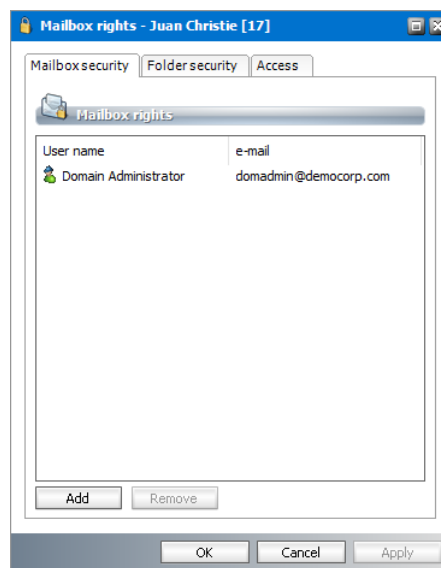 Mailbox rights - Juan Christie [17]
Mailbox security Folder security Access
Mailbox rights
User name e-mail
Domain Administrator domadmin@democorp.com
Add Remove
OK Cancel Apply